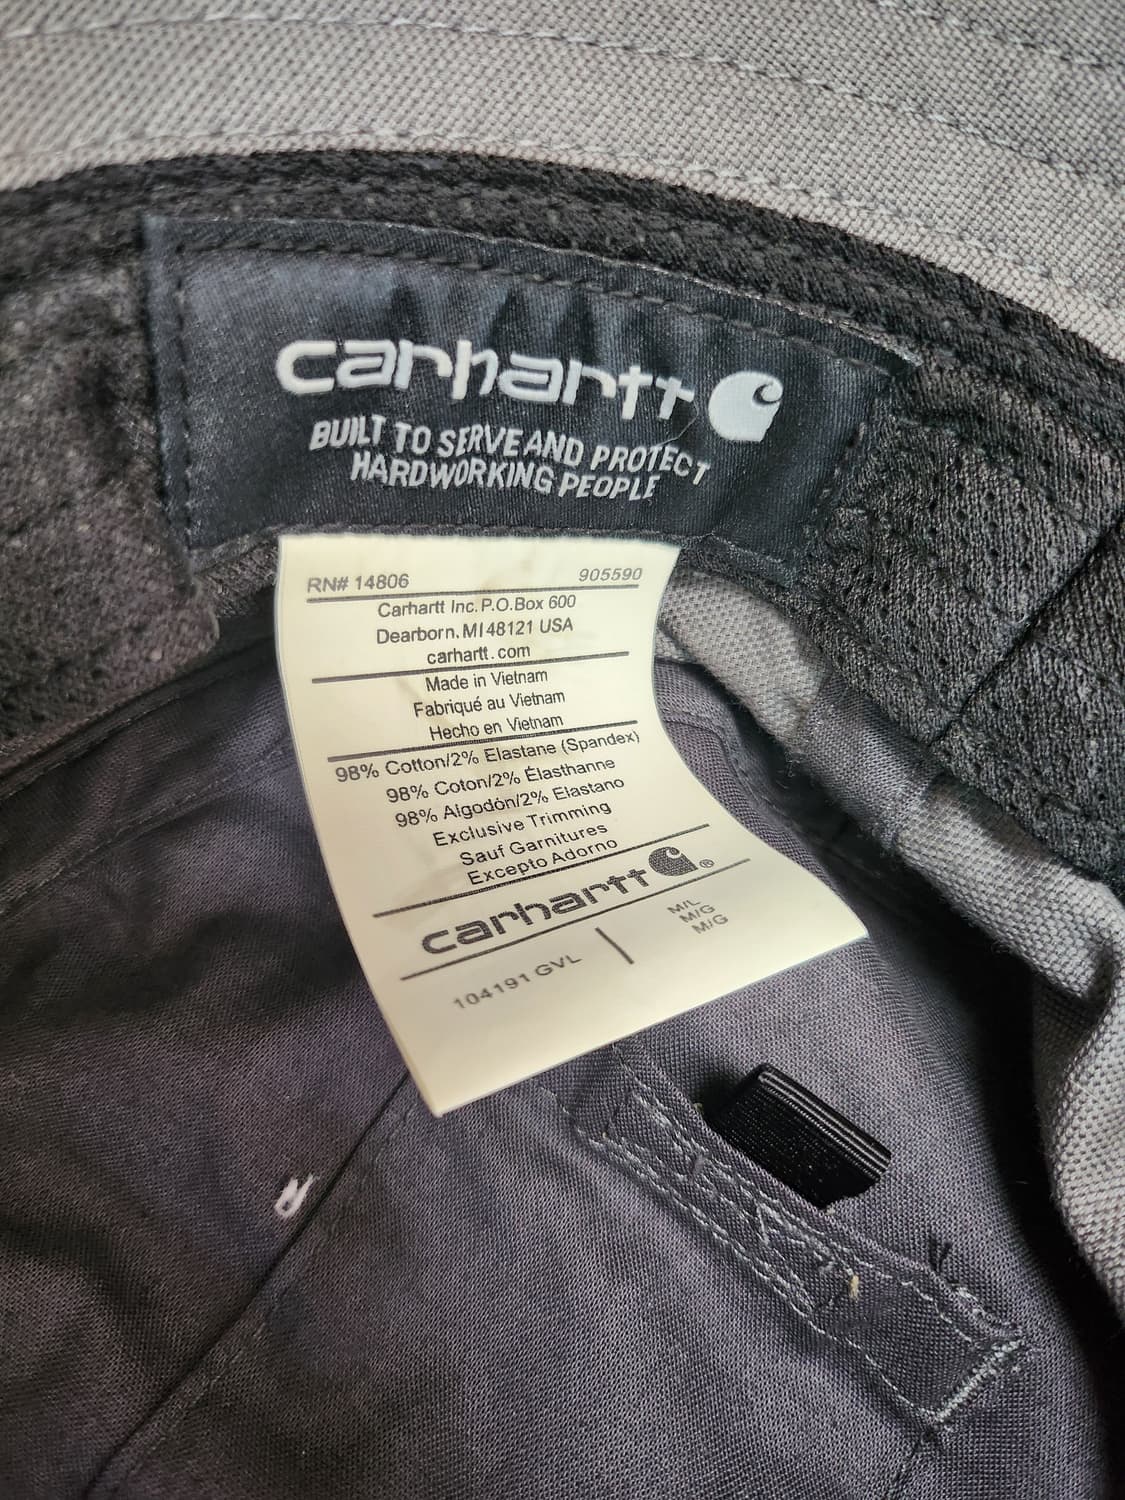 carhartt
BUILT TO SERVE AND PROTECT
HARDWORKING PEOPLE
RN# 14806 905590
Carhartt Inc. P.O.Box 600
Dearborn, MI 48121 USA
carhartt.com
Made in Vietnam
Fabriqué au Vietnam
Hecho en Vietnam
98% Cotton/2% Elastane (Spandex)
98% Coton/2% Élasthanne
98% Algodón/2% Elastano
Exclusive Trimming
Sauf Garnitures
Excepto Adorno
carhartt®
104191 GVL
M/L
M/G
M/G